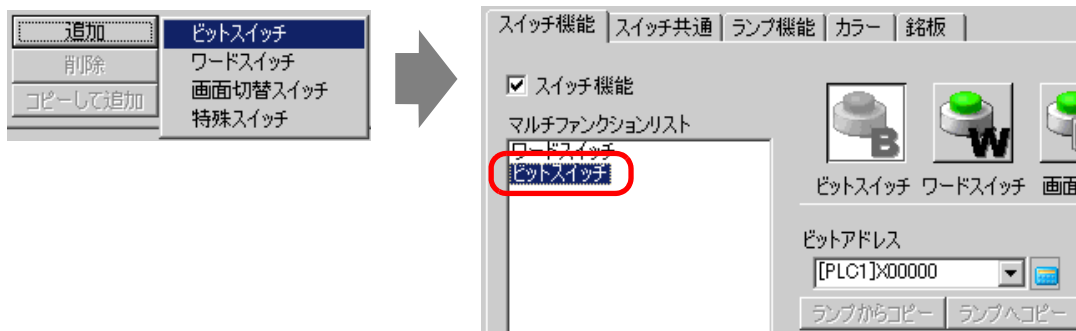 追加
削除
コピーして追加
ビットスイッチ
ワードスイッチ
画面切替スイッチ
特殊スイッチ
スイッチ機能 スイッチ共通 ランプ機能 カラー 銘板
スイッチ機能
マルチファンクションリスト
ワードスイッチ
ビットスイッチ
B W
ビットスイッチ ワードスイッチ 画面
ビットアドレス
[PLC1]X00000
ランプからコピー ランプへコピー